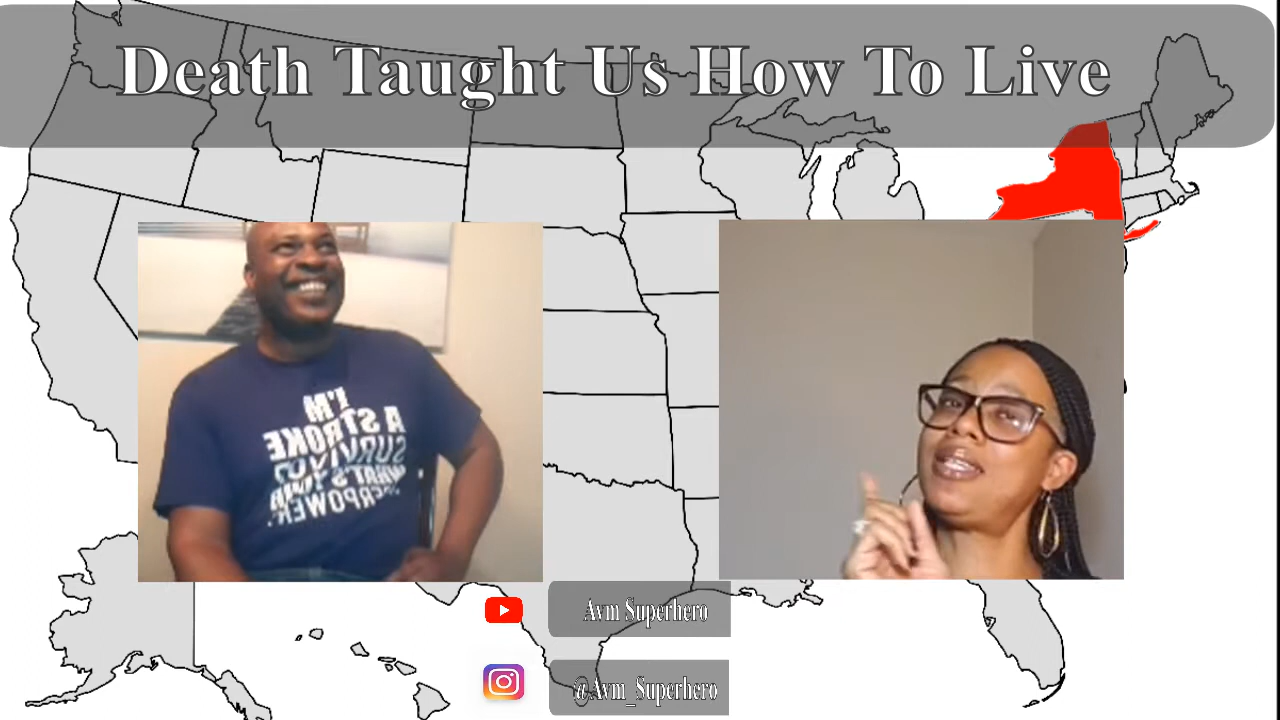 Death Taught Us How To Live
I'M
A STROKE
SURVIVOR
WHAT'S YOUR
SUPERPOWER?
Avm Superhero
@Avm_Superhero